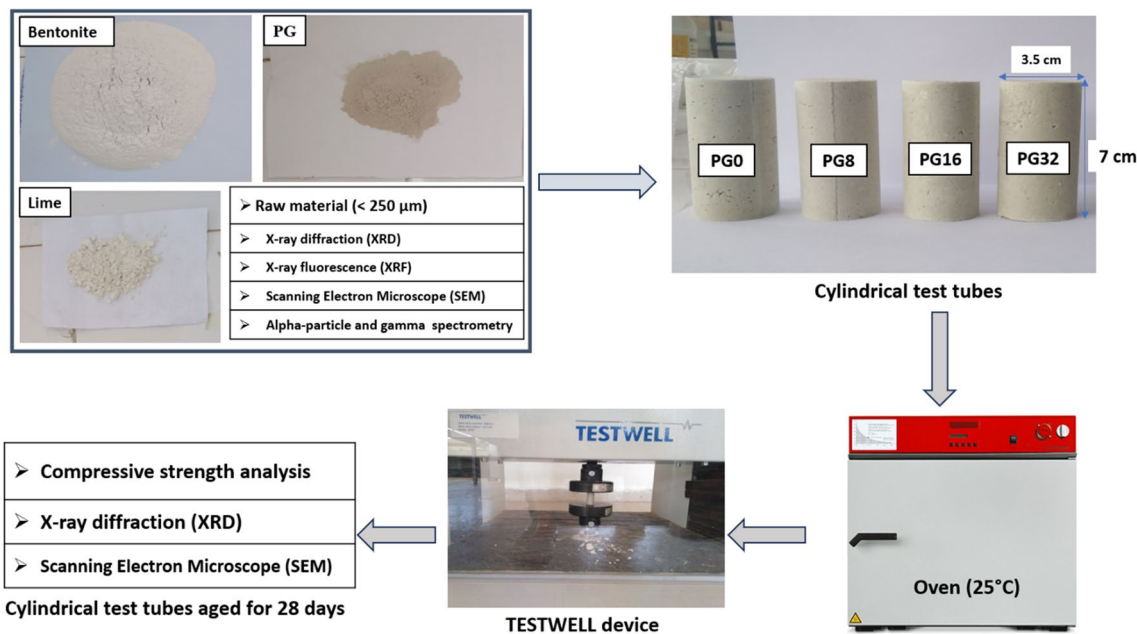 Bentonite
PG
Lime
➢ Raw material (< 250 µm)
➢ X-ray diffraction (XRD)
➢ X-ray fluorescence (XRF)
➢ Scanning Electron Microscope (SEM)
➢ Alpha-particle and gamma spectrometry
3.5 cm
PG0
PG8
PG16
PG32
7 cm
Cylindrical test tubes
Oven (25°C)
TESTWELL
TESTWELL
TESTWELL device
➢ Compressive strength analysis
➢ X-ray diffraction (XRD)
➢ Scanning Electron Microscope (SEM)
Cylindrical test tubes aged for 28 days